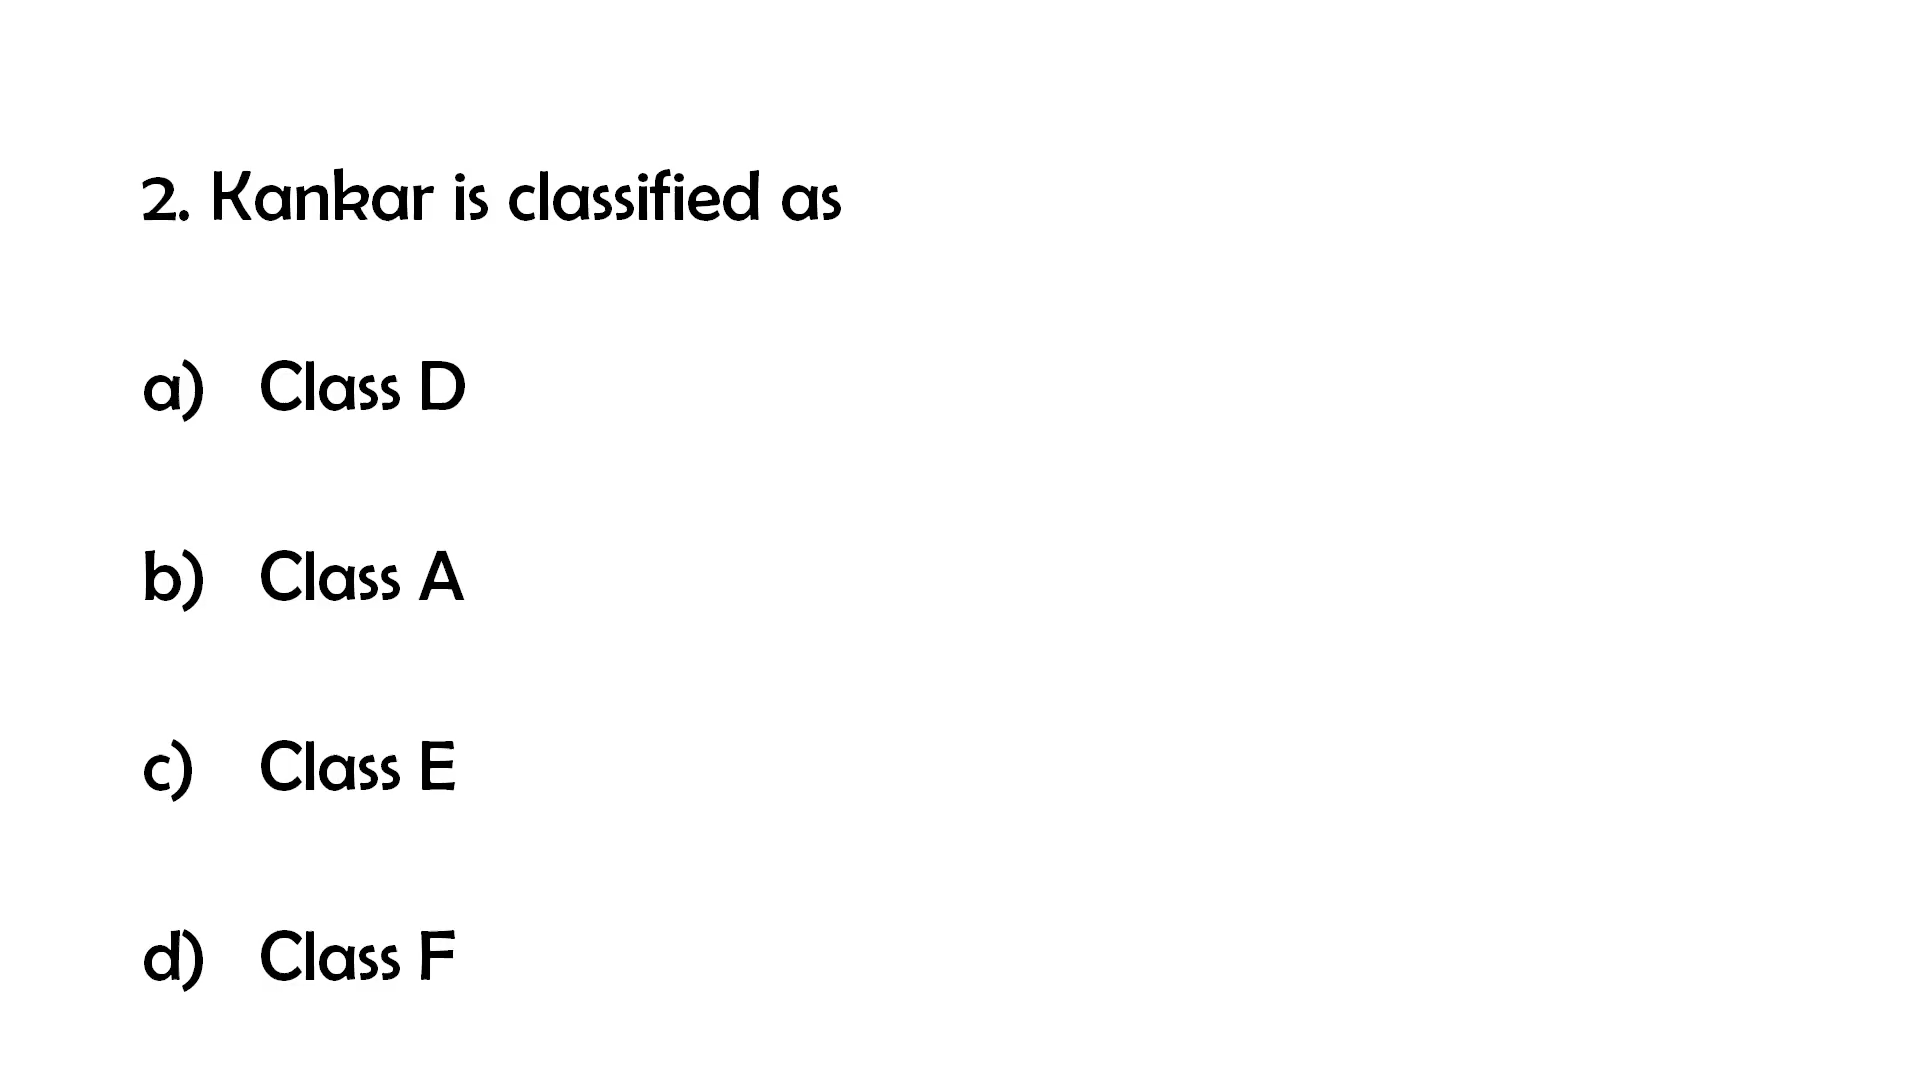 2. Kankar is classified as
a) Class D
b) Class A
c) Class E
d) Class F